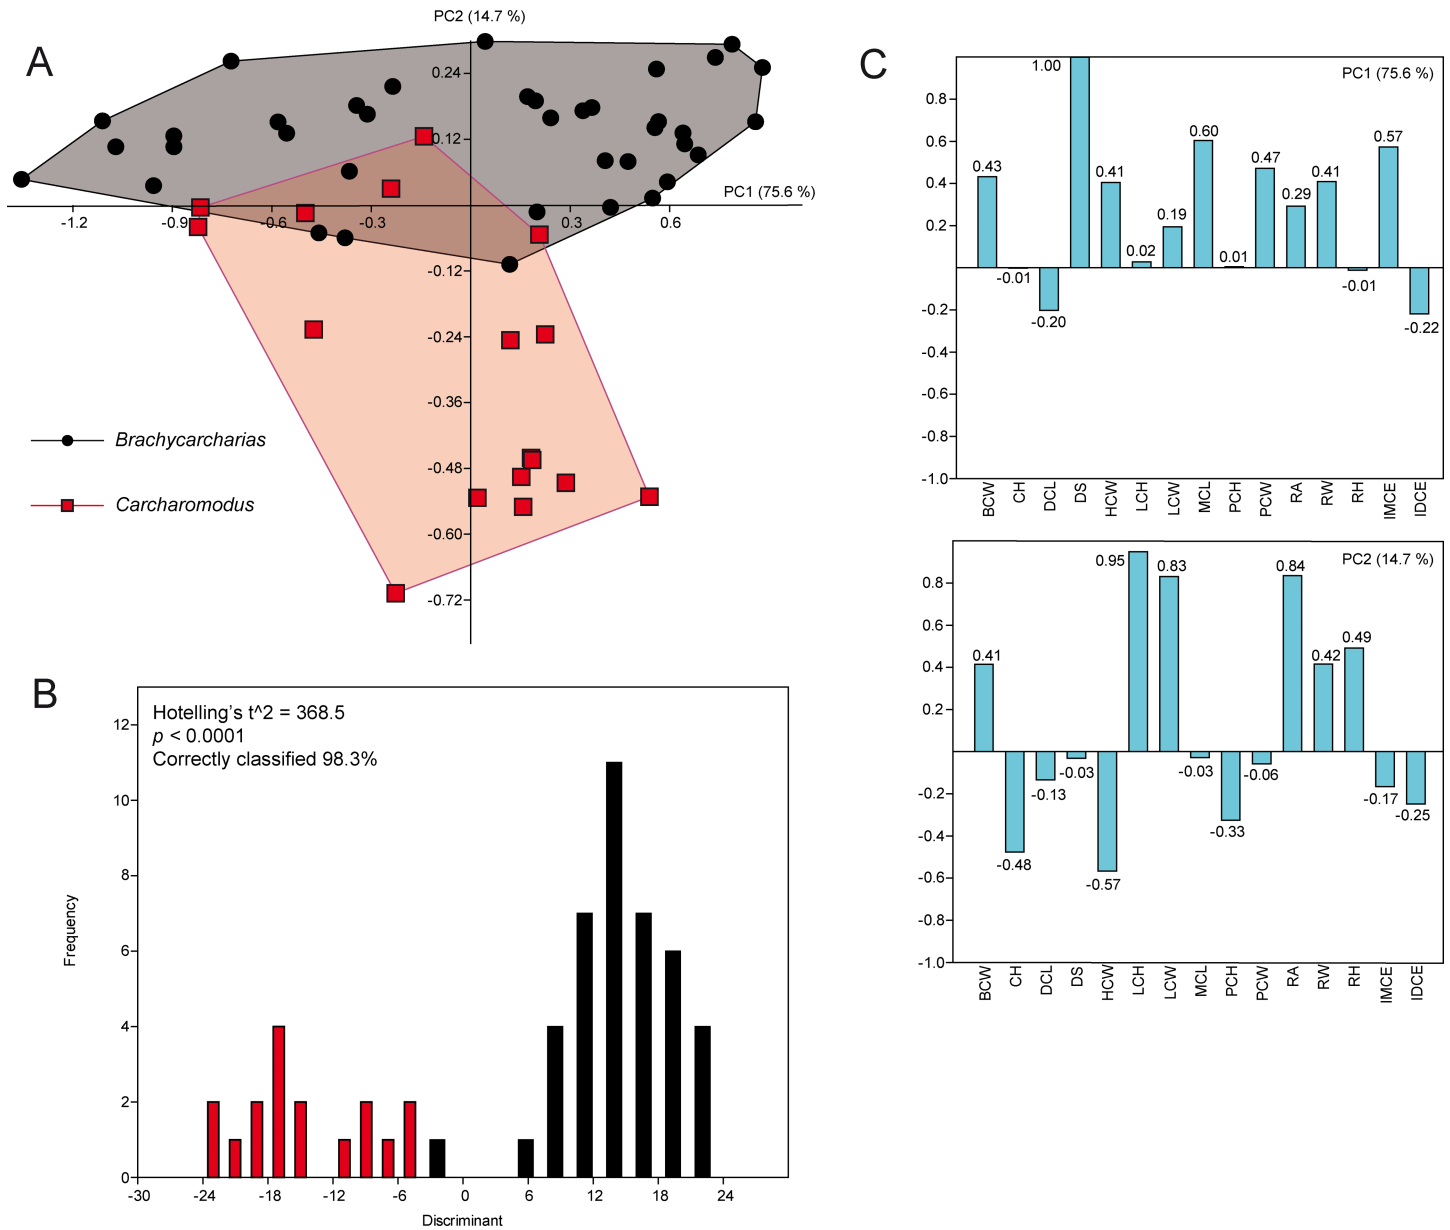 A
PC2 (14.7 %)
0.24
0.12
PC1 (75.6 %)
-1.2
-0.9
-0.6
-0.3
0.3
0.6
-0.12
-0.24
-0.36
-0.48
-0.60
-0.72
Brachycarcharias
Carcharomodus
B
Hotelling's t^2 = 368.5
p < 0.0001
Correctly classified 98.3%
Frequency
12
10
8
6
4
2
0
-30 -24 -18 -12 -6 0 6 12 18 24
Discriminant
C
PC1 (75.6 %)
0.8
0.6
0.4
0.2
-0.2
-0.4
-0.6
-0.8
-1.0
0.43 -0.01 -0.20 1.00 0.41 0.02 0.19 0.60 0.01 0.47 0.29 0.41 -0.01 0.57 -0.22
BCW CH DCL DS HCW LCH LCW MCL PCH PCW RA RW RH IMCE IDCE
PC2 (14.7 %)
0.8
0.6
0.4
0.2
-0.2
-0.4
-0.6
-0.8
-1.0
0.41 -0.48 -0.13 -0.03 -0.57 0.95 0.83 -0.03 -0.33 -0.06 0.84 0.42 0.49 -0.17 -0.25
BCW CH DCL DS HCW LCH LCW MCL PCH PCW RA RW RH IMCE IDCE